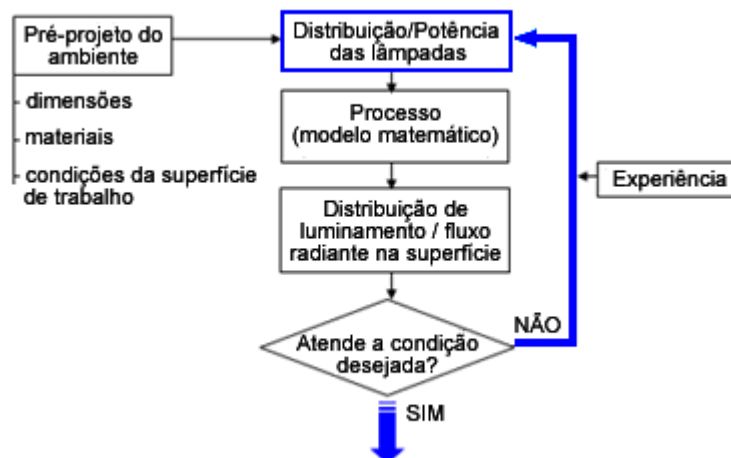 Pré-projeto do
ambiente
- dimensões
- materiais
- condições da superfície
de trabalho
Distribuição/Potência
das lâmpadas
Processo
(modelo matemático)
Distribuição de
luminamento / fluxo
radiante na superfície
Atende a condição
desejada?
NÃO
SIM
Experiência